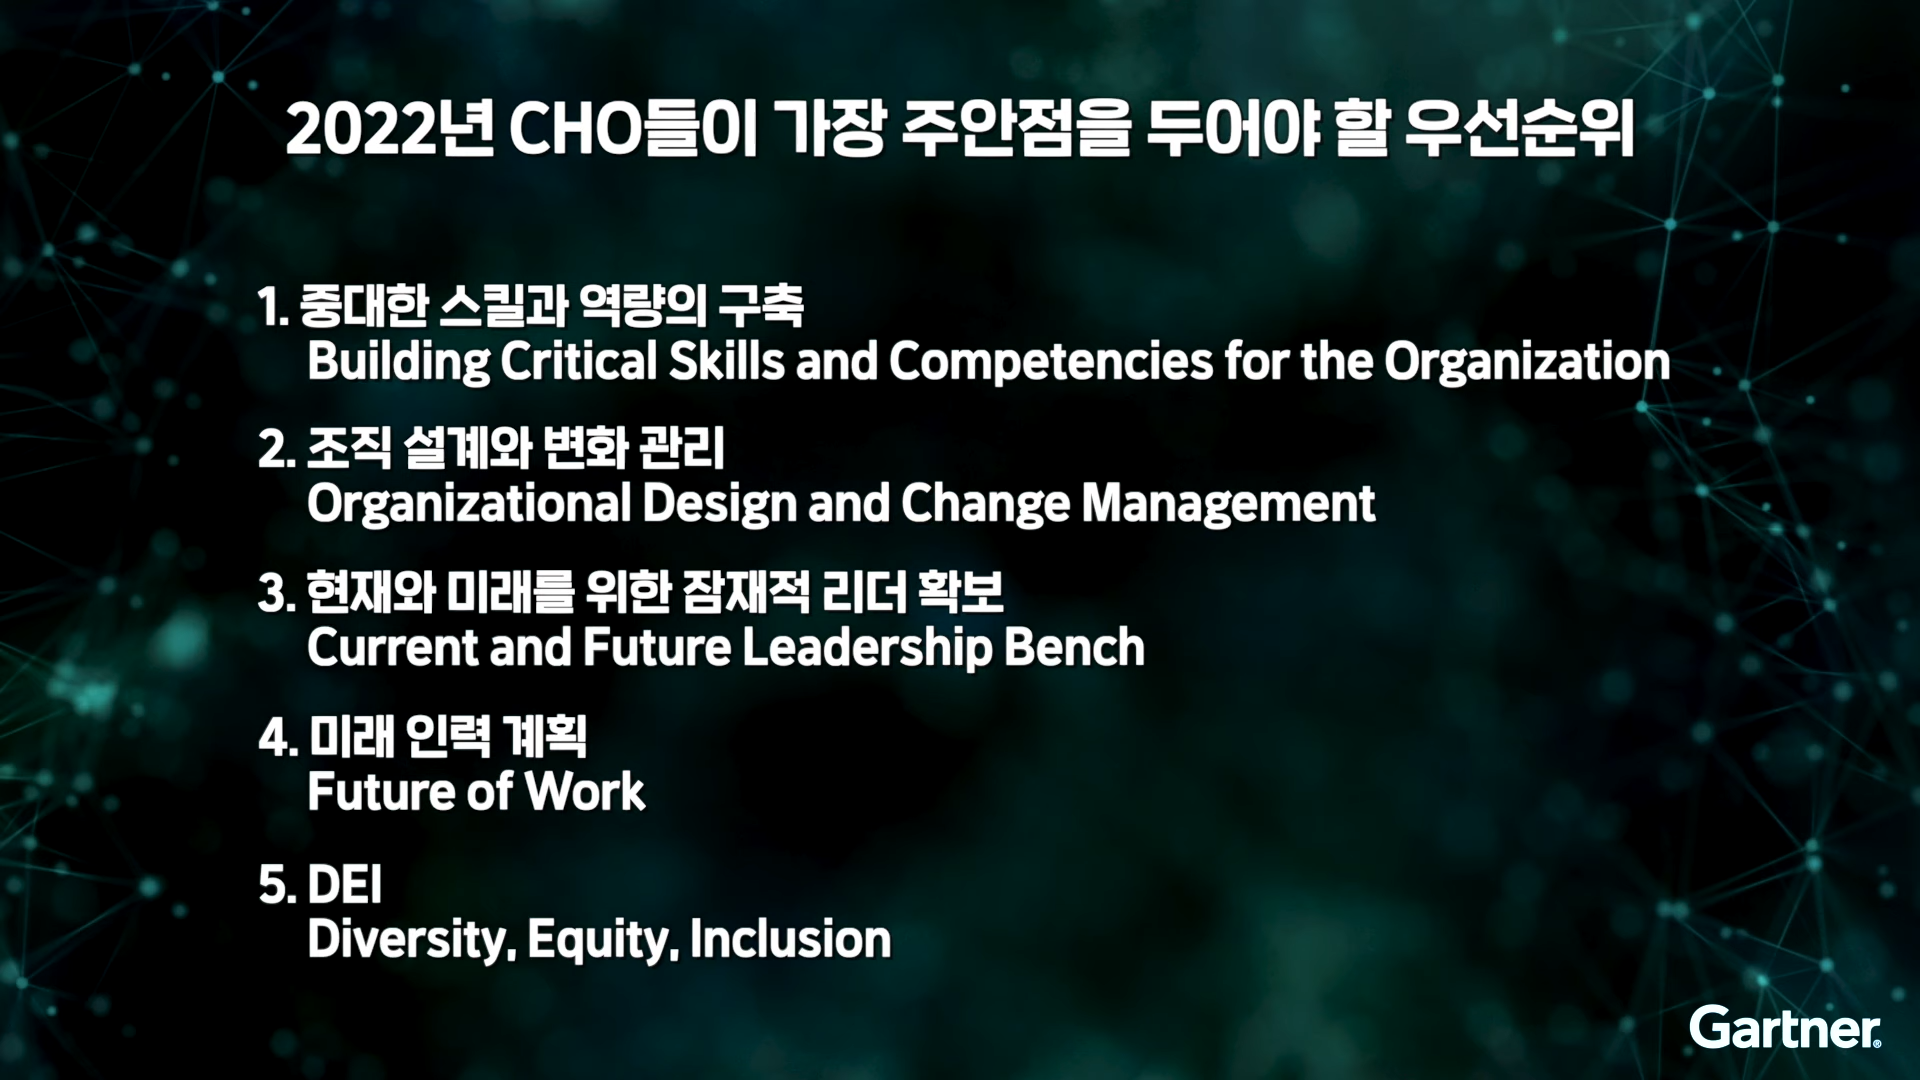 2022년 CHO들이 가장 주안점을 두어야 할 우선순위
1. 중대한 스킬과 역량의 구축
Building Critical Skills and Competencies for the Organization
2. 조직 설계와 변화 관리
Organizational Design and Change Management
3. 현재와 미래를 위한 잠재적 리더 확보
Current and Future Leadership Bench
4. 미래 인력 계획
Future of Work
5. DEI
Diversity, Equity, Inclusion
Gartner®